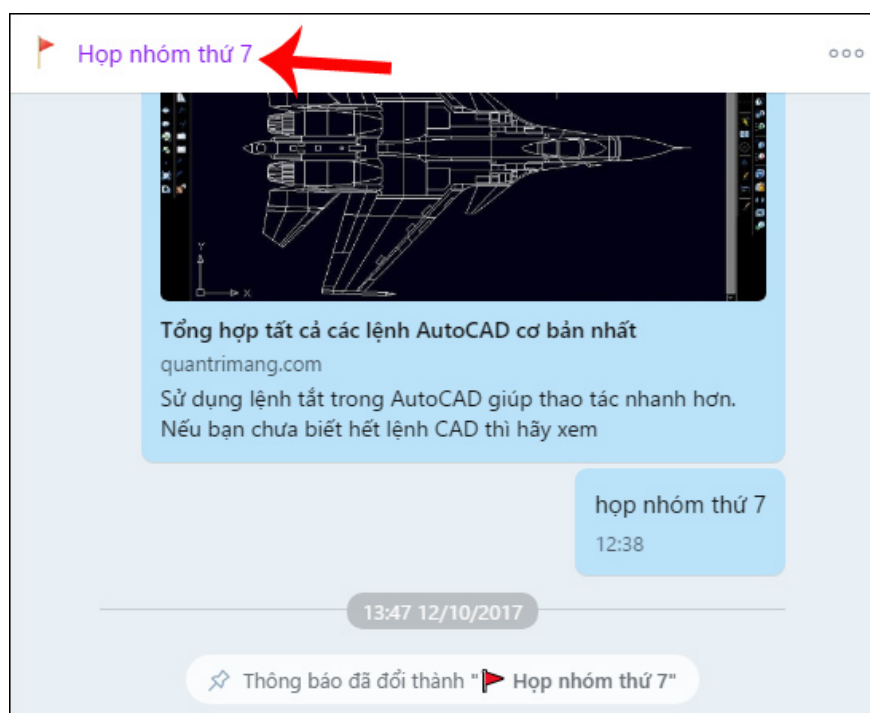 Họp nhóm thứ 7
Y
X
Tổng hợp tất cả các lệnh AutoCAD cơ bản nhất
quantrimang.com
Sử dụng lệnh tắt trong AutoCAD giúp thao tác nhanh hơn.
Nếu bạn chưa biết hết lệnh CAD thì hãy xem
họp nhóm thứ 7
12:38
13:47 12/10/2017
Thông báo đã đổi thành "🚩 Họp nhóm thứ 7"